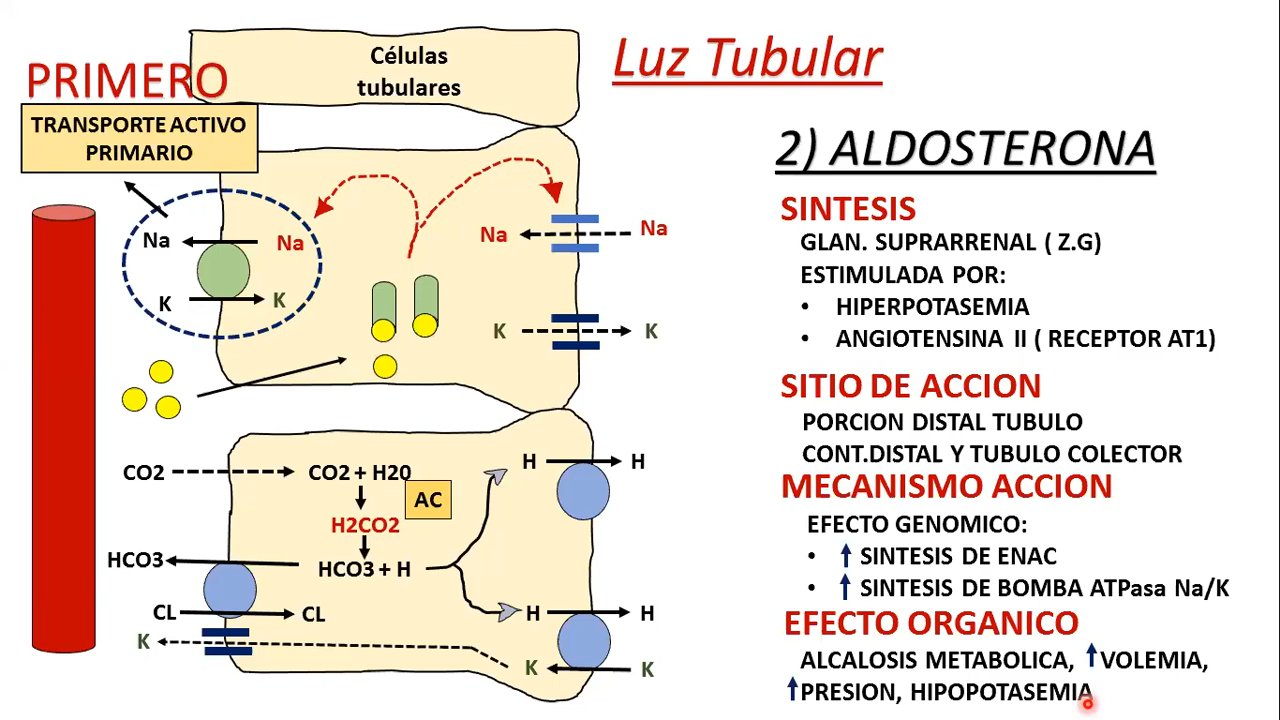 Células
tubulares
Luz Tubular
PRIMERO
TRANSPORTE ACTIVO
PRIMARIO
Na
Na
K
K
Na
Na
K
K
CO2
CO2 + H20
AC
H2CO2
HCO3
HCO3 + H
CL
CL
K
H
H
H
H
K
K
2) ALDOSTERONA
SINTESIS
GLAN. SUPRARRENAL ( Z.G)
ESTIMULADA POR:
• HIPERPOTASEMIA
• ANGIOTENSINA II ( RECEPTOR AT1)
SITIO DE ACCION
PORCION DISTAL TUBULO
CONT.DISTAL Y TUBULO COLECTOR
MECANISMO ACCION
EFECTO GENOMICO:
• SINTESIS DE ENAC
• SINTESIS DE BOMBA ATPasa Na/K
EFECTO ORGANICO
ALCALOSIS METABOLICA, VOLEMIA,
PRESION, HIPOPOTASEMIA